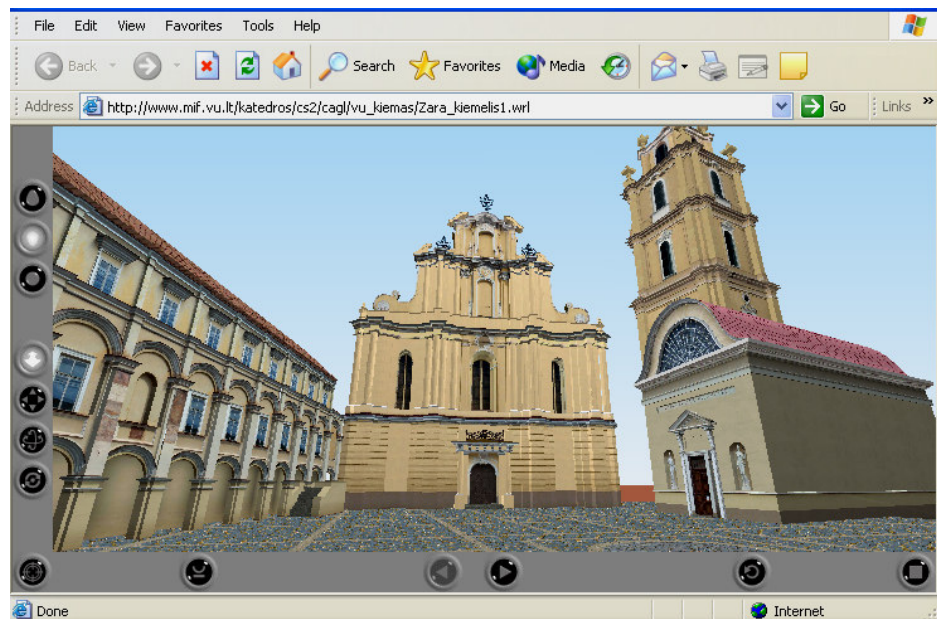 File Edit View Favorites Tools Help
Back Search Favorites Media
Address http://www.mif.vu.lt/katedros/cs2/cagl/vu_kiemas/Zara_kiemelis1.wrl Go Links »
Done Internet